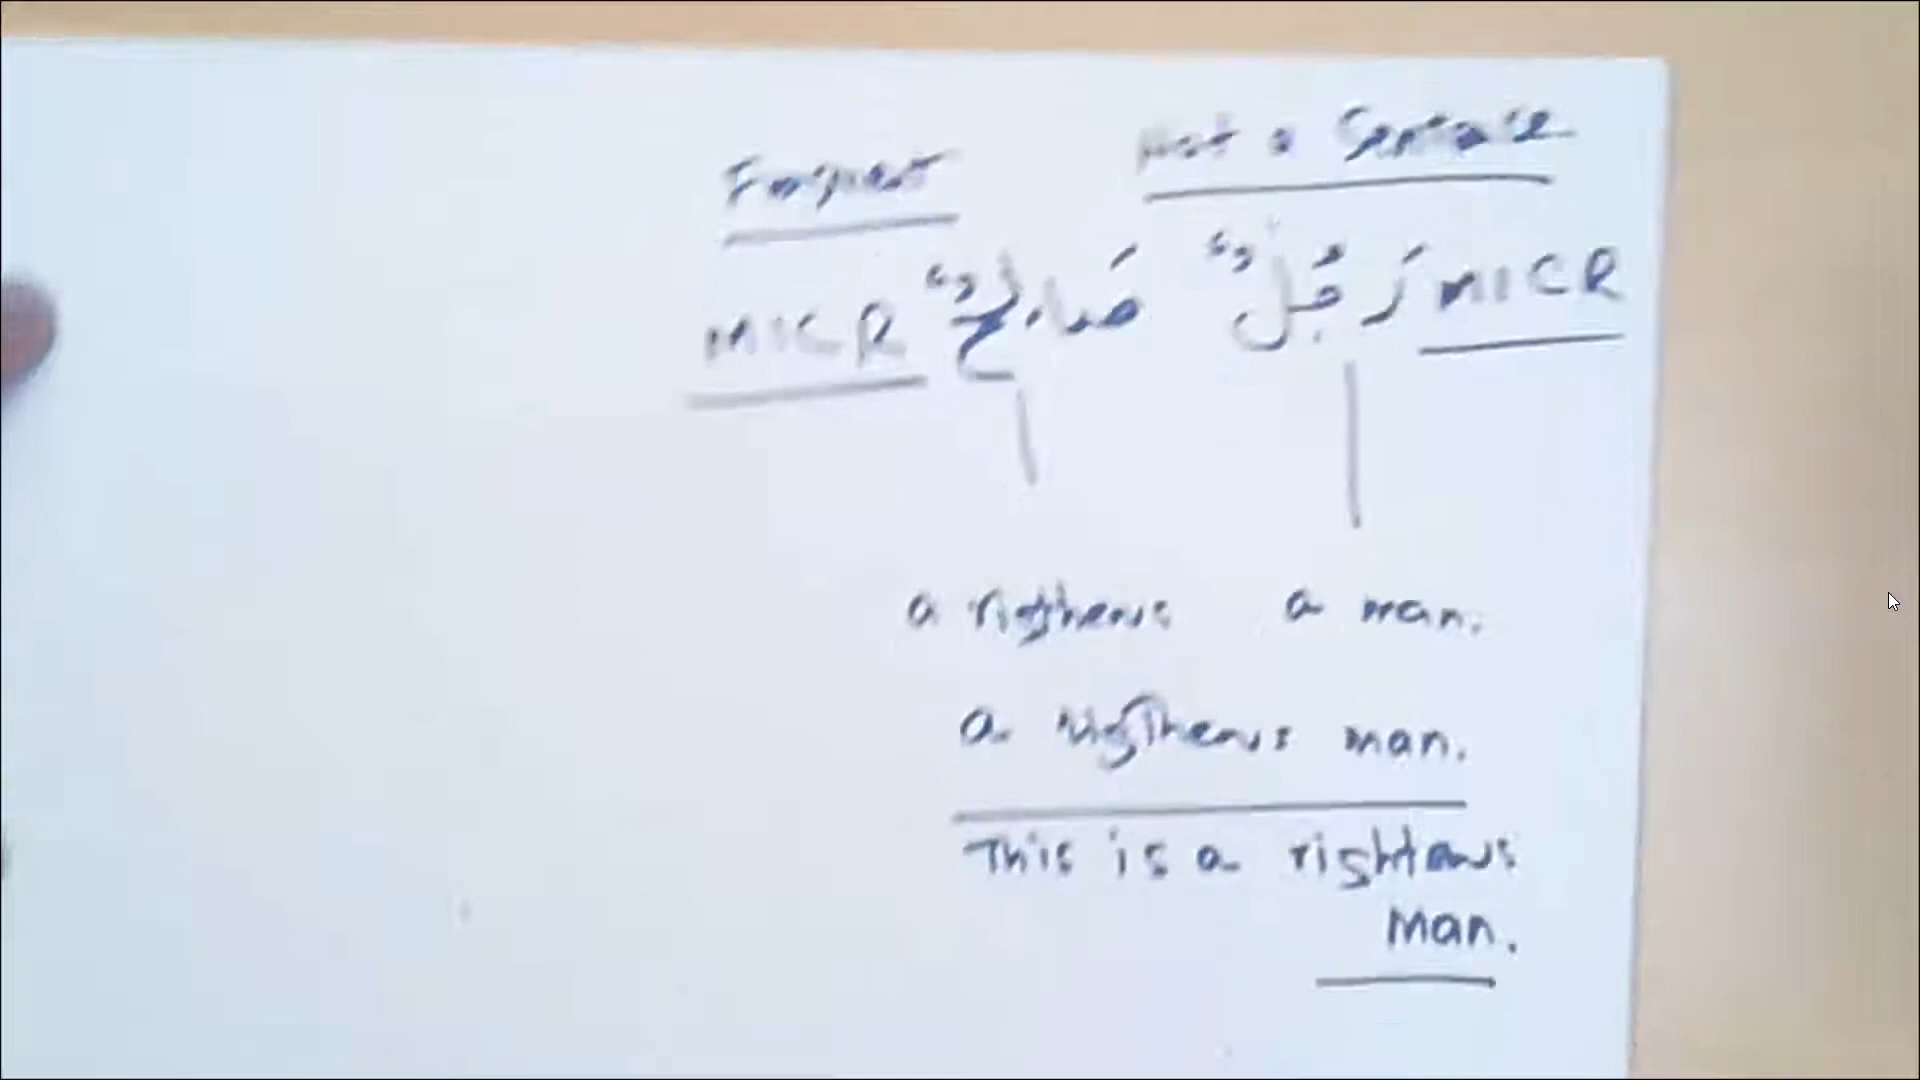 Not a Sentence
Fragment
MICR رَجُلٌ صَالِحٌ MICR
a righteous a man.
a righteous man.
This is a righteous
man.